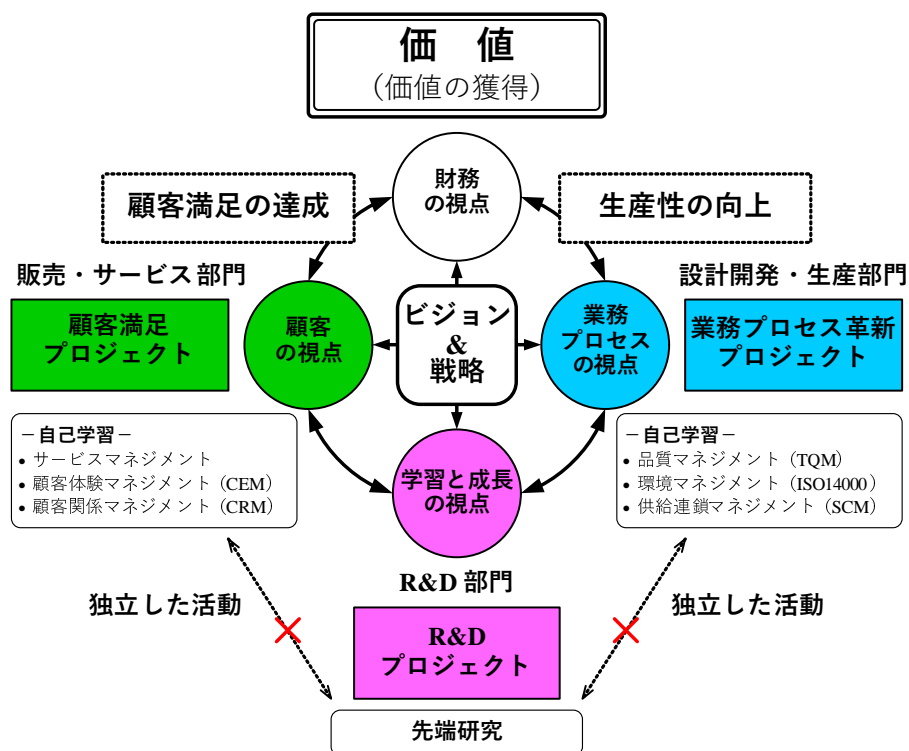 価 値
（価値の獲得）
財務
の視点
顧客満足の達成
生産性の向上
販売・サービス部門
設計開発・生産部門
顧客満足
プロジェクト
顧客
の視点
ビジョン
&
戦略
業務
プロセス
の視点
業務プロセス革新
プロジェクト
－自己学習－
• サービスマネジメント
• 顧客体験マネジメント（CEM）
• 顧客関係マネジメント（CRM）
学習と成長
の視点
－自己学習－
• 品質マネジメント（TQM）
• 環境マネジメント（ISO14000）
• 供給連鎖マネジメント（SCM）
R&D 部門
独立した活動
独立した活動
R&D
プロジェクト
先端研究